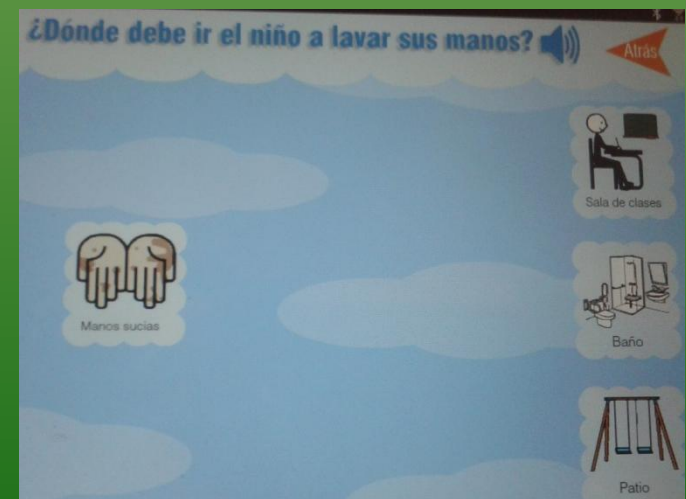 ¿Dónde debe ir el niño a lavar sus manos?
Atrás
Sala de clases
Manos sucias
Baño
Patio